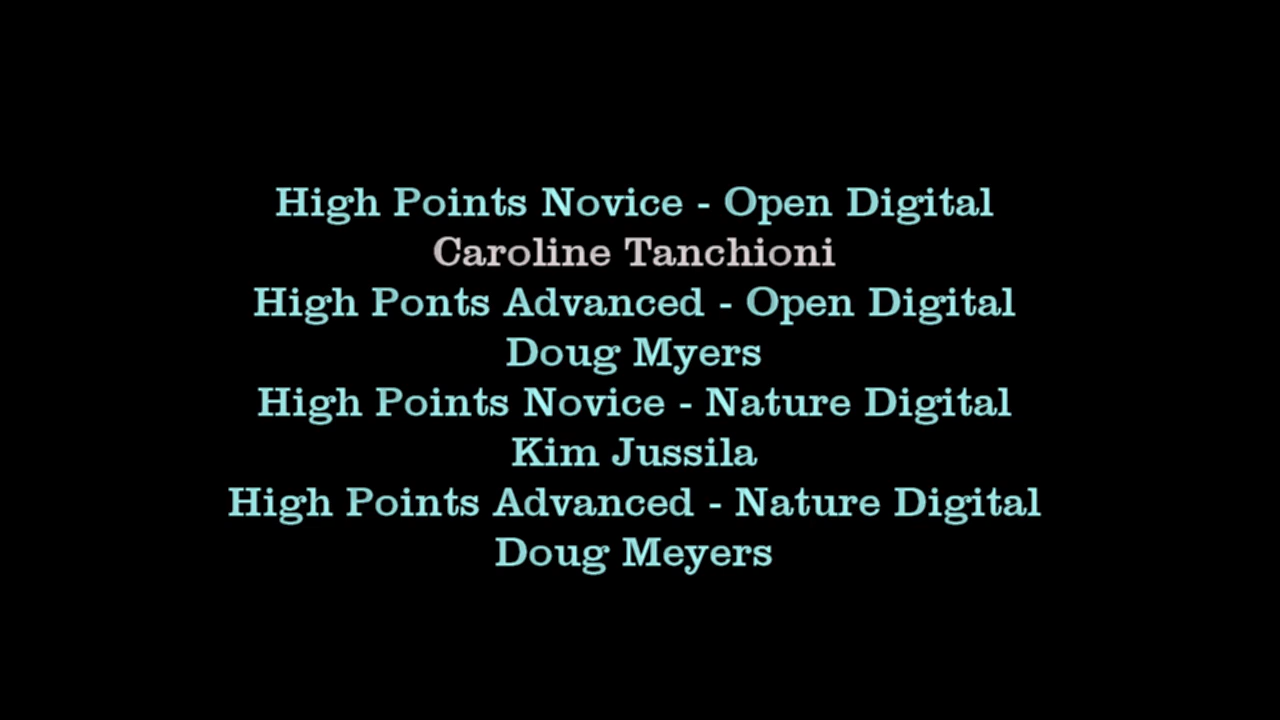 High Points Novice - Open Digital
Caroline Tanchioni
High Ponts Advanced - Open Digital
Doug Myers
High Points Novice - Nature Digital
Kim Jussila
High Points Advanced - Nature Digital
Doug Meyers